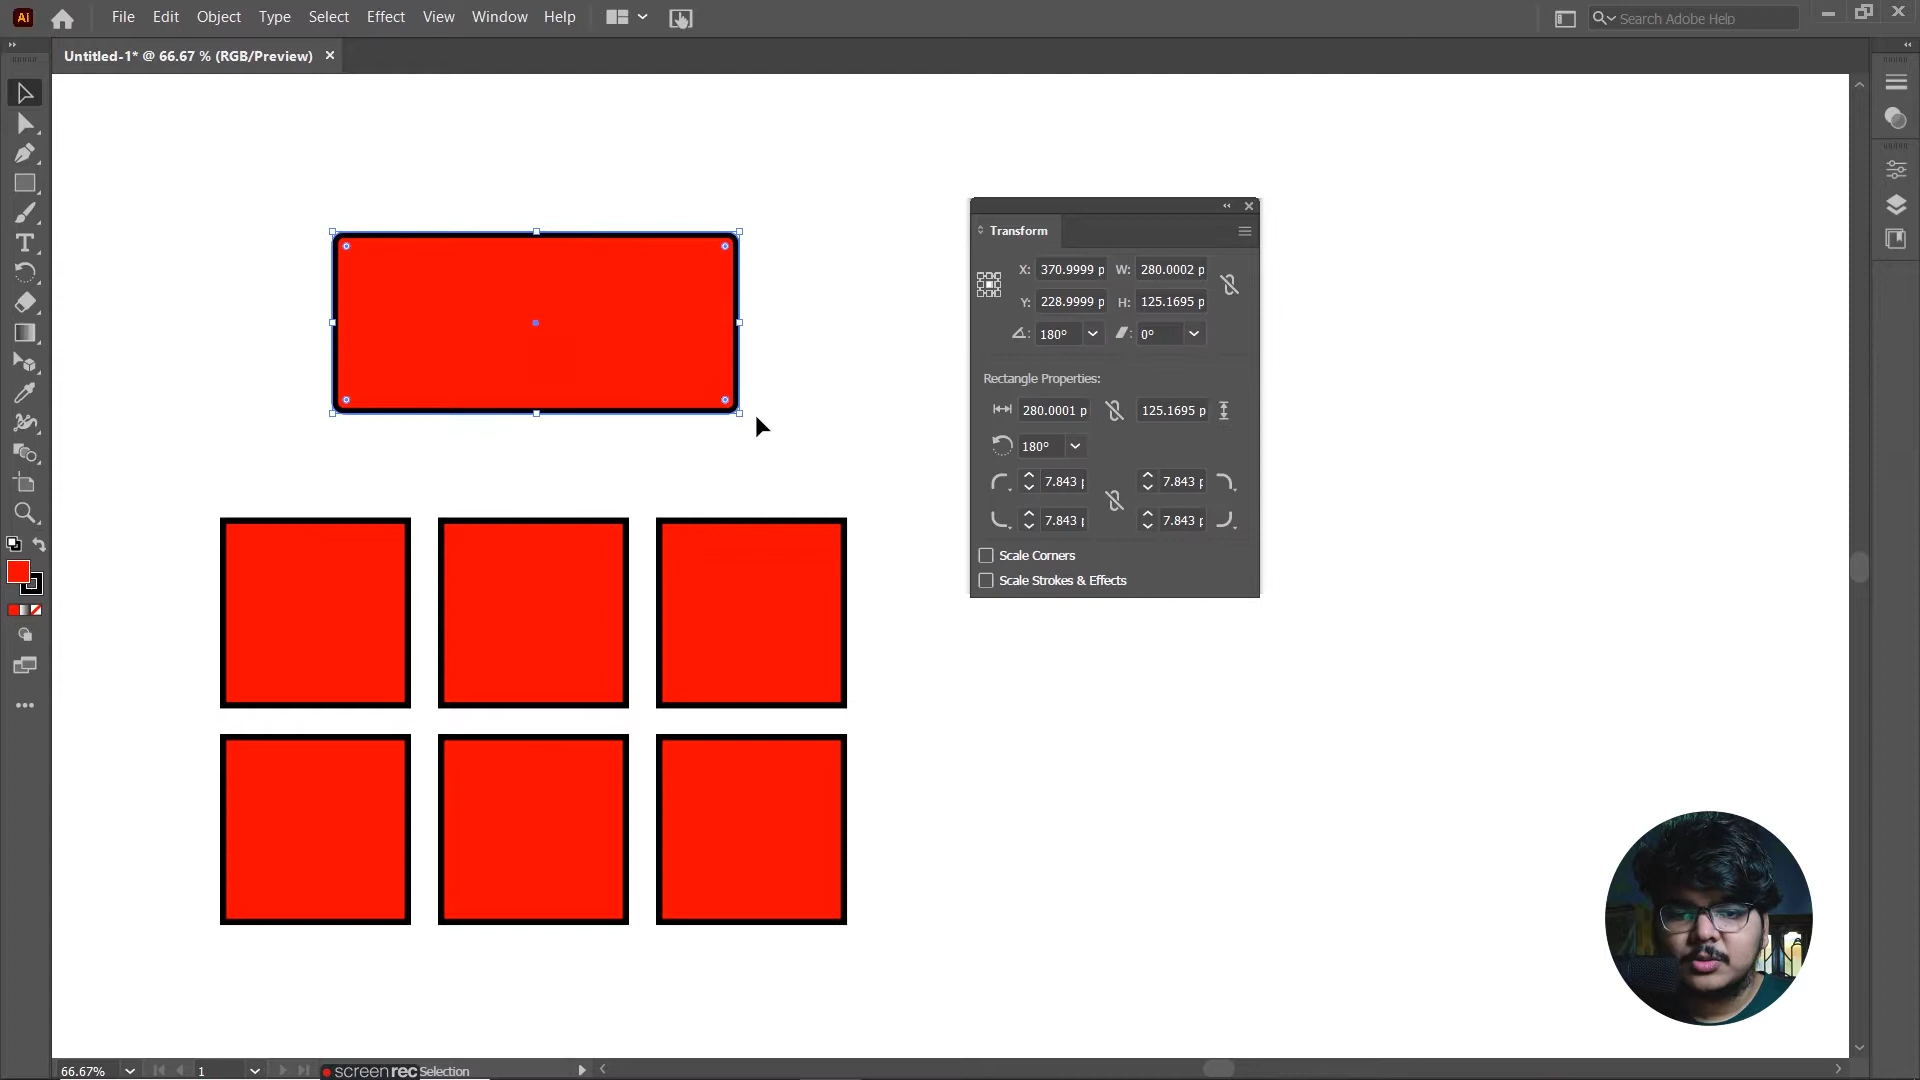 Ai File Edit Object Type Select Effect View Window Help Search Adobe Help
Untitled-1* @ 66.67 % (RGB/Preview) ×
Transform
X: 370.9999 p W: 280.0002 p
Y: 228.9999 p H: 125.1695 p
180° 0°
Rectangle Properties:
280.0001 p 125.1695 p
180°
7.843 p 7.843 p
7.843 p 7.843 p
Scale Corners
Scale Strokes & Effects
66.67% 1 screenrec Selection